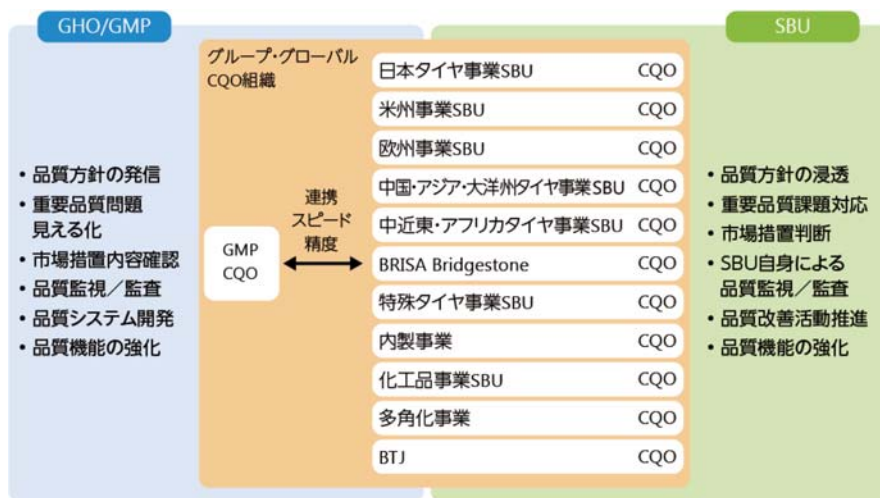 GHO/GMP
SBU
グループ・グローバル
CQO組織
・品質方針の発信
・重要品質問題
見える化
・市場措置内容確認
・品質監視／監査
・品質システム開発
・品質機能の強化
GMP
CQO
連携
スピード
精度
日本タイヤ事業SBU CQO
米州事業SBU CQO
欧州事業SBU CQO
中国・アジア・大洋州タイヤ事業SBU CQO
中近東・アフリカタイヤ事業SBU CQO
BRISA Bridgestone CQO
特殊タイヤ事業SBU CQO
内製事業 CQO
化工品事業SBU CQO
多角化事業 CQO
BTJ CQO
・品質方針の浸透
・重要品質課題対応
・市場措置判断
・SBU自身による
品質監視／監査
・品質改善活動推進
・品質機能の強化